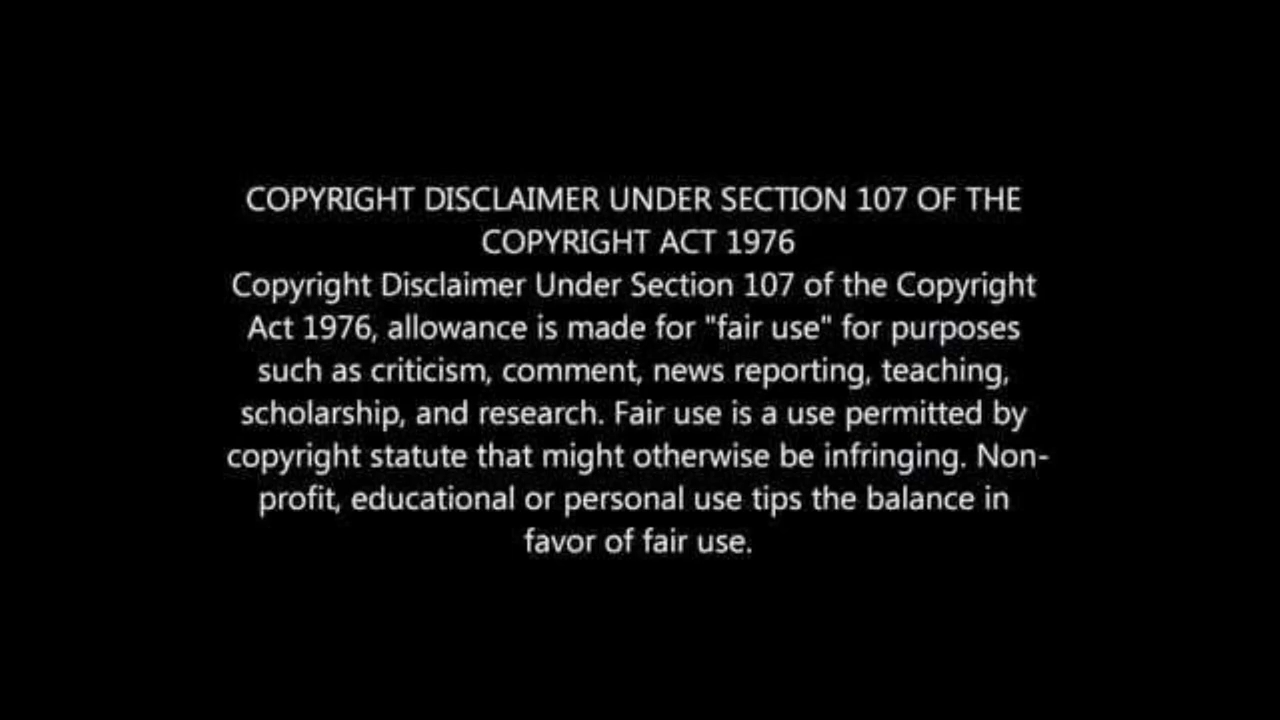 COPYRIGHT DISCLAIMER UNDER SECTION 107 OF THE
COPYRIGHT ACT 1976
Copyright Disclaimer Under Section 107 of the Copyright
Act 1976, allowance is made for "fair use" for purposes
such as criticism, comment, news reporting, teaching,
scholarship, and research. Fair use is a use permitted by
copyright statute that might otherwise be infringing. Non-
profit, educational or personal use tips the balance in
favor of fair use.